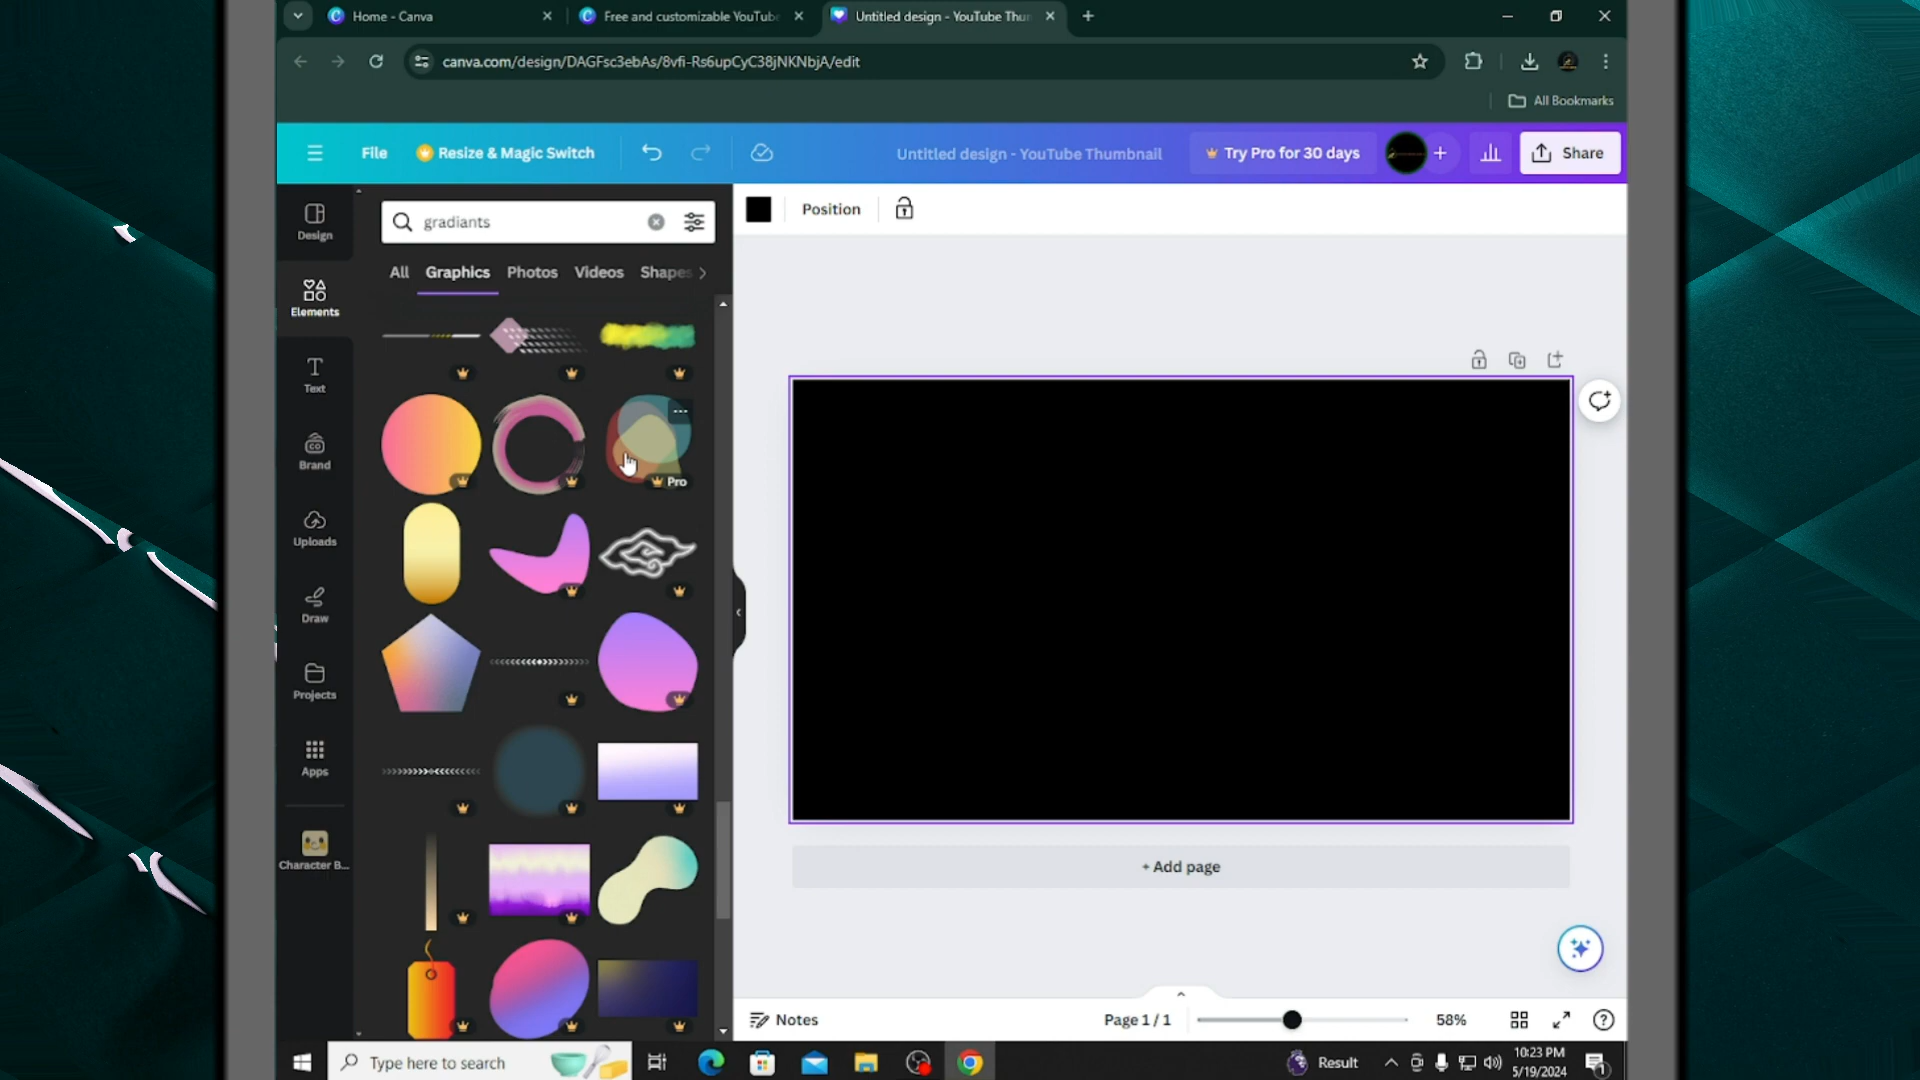 Home - Canva
Free and customizable YouTube
Untitled design - YouTube Thun
canva.com/design/DAGFsc3ebAs/8vfi-Rs6upCyC38jNKNbjA/edit
All Bookmarks
File
Resize & Magic Switch
Untitled design - YouTube Thumbnail
Try Pro for 30 days
Share
Design
Elements
Text
Brand
Uploads
Draw
Projects
Apps
Character B...
gradiants
All
Graphics
Photos
Videos
Shapes
Pro
Position
+ Add page
Notes
Page 1 / 1
58%
Type here to search
Result
10:23 PM
5/19/2024
1